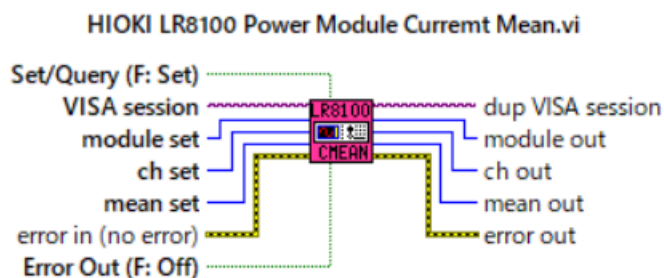 HIOKI LR8100 Power Module Curremt Mean.vi
Set/Query (F: Set)
VISA session
module set
ch set
mean set
error in (no error)
Error Out (F: Off)
LR8100
CMEAN
dup VISA session
module out
ch out
mean out
error out